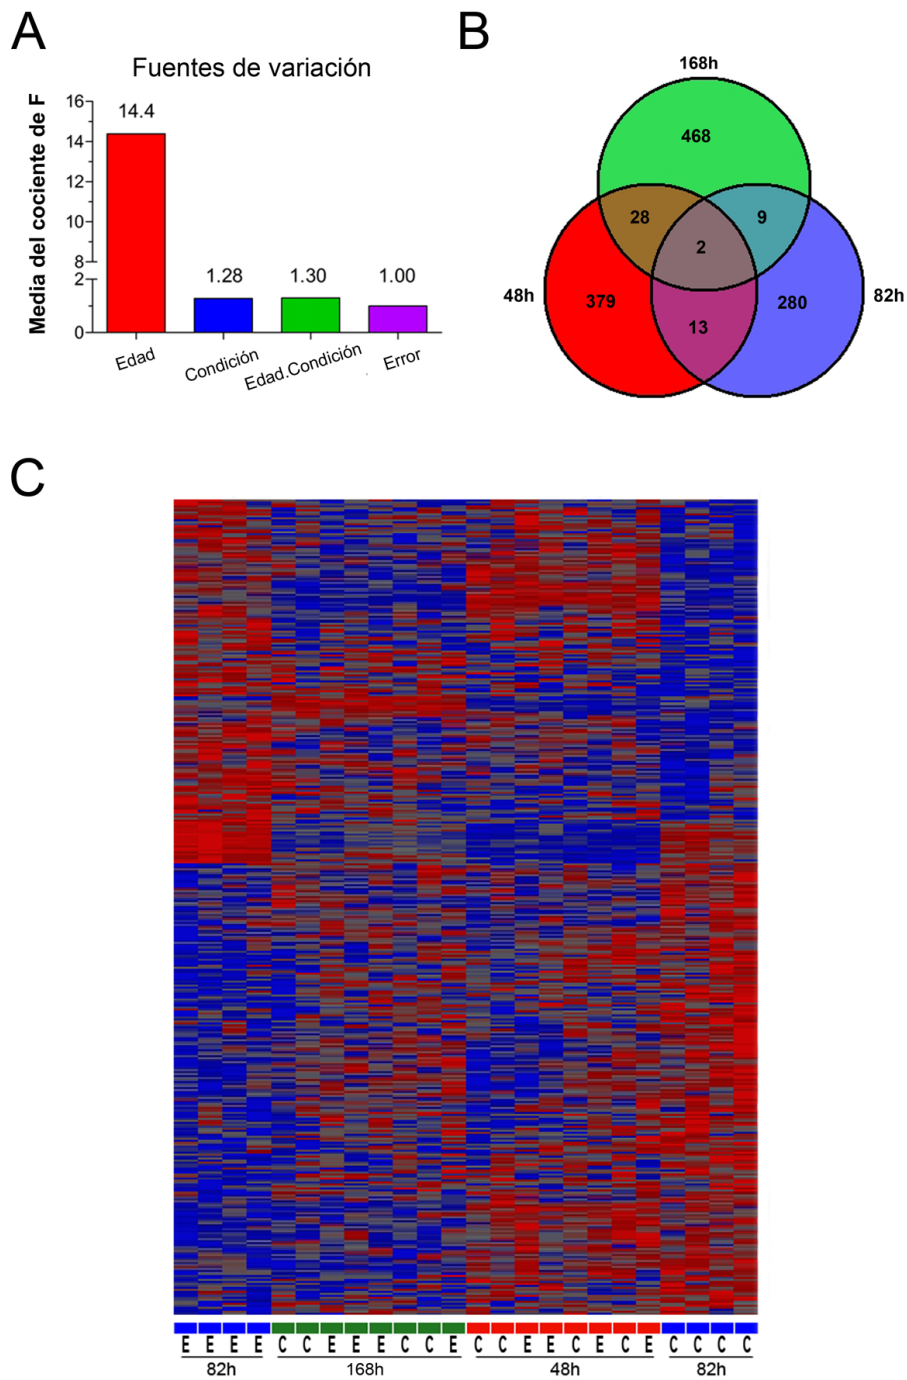 A
Fuentes de variación
Media del cociente de F
16
14
12
10
8
2
0
14.4
1.28
1.30
1.00
Edad
Condición
Edad.Condición
Error
B
168h
468
28
9
2
48h
379
280
82h
13
C
E E E E C C E E E C C E C C E E C E C E C C C C
82h 168h 48h 82h